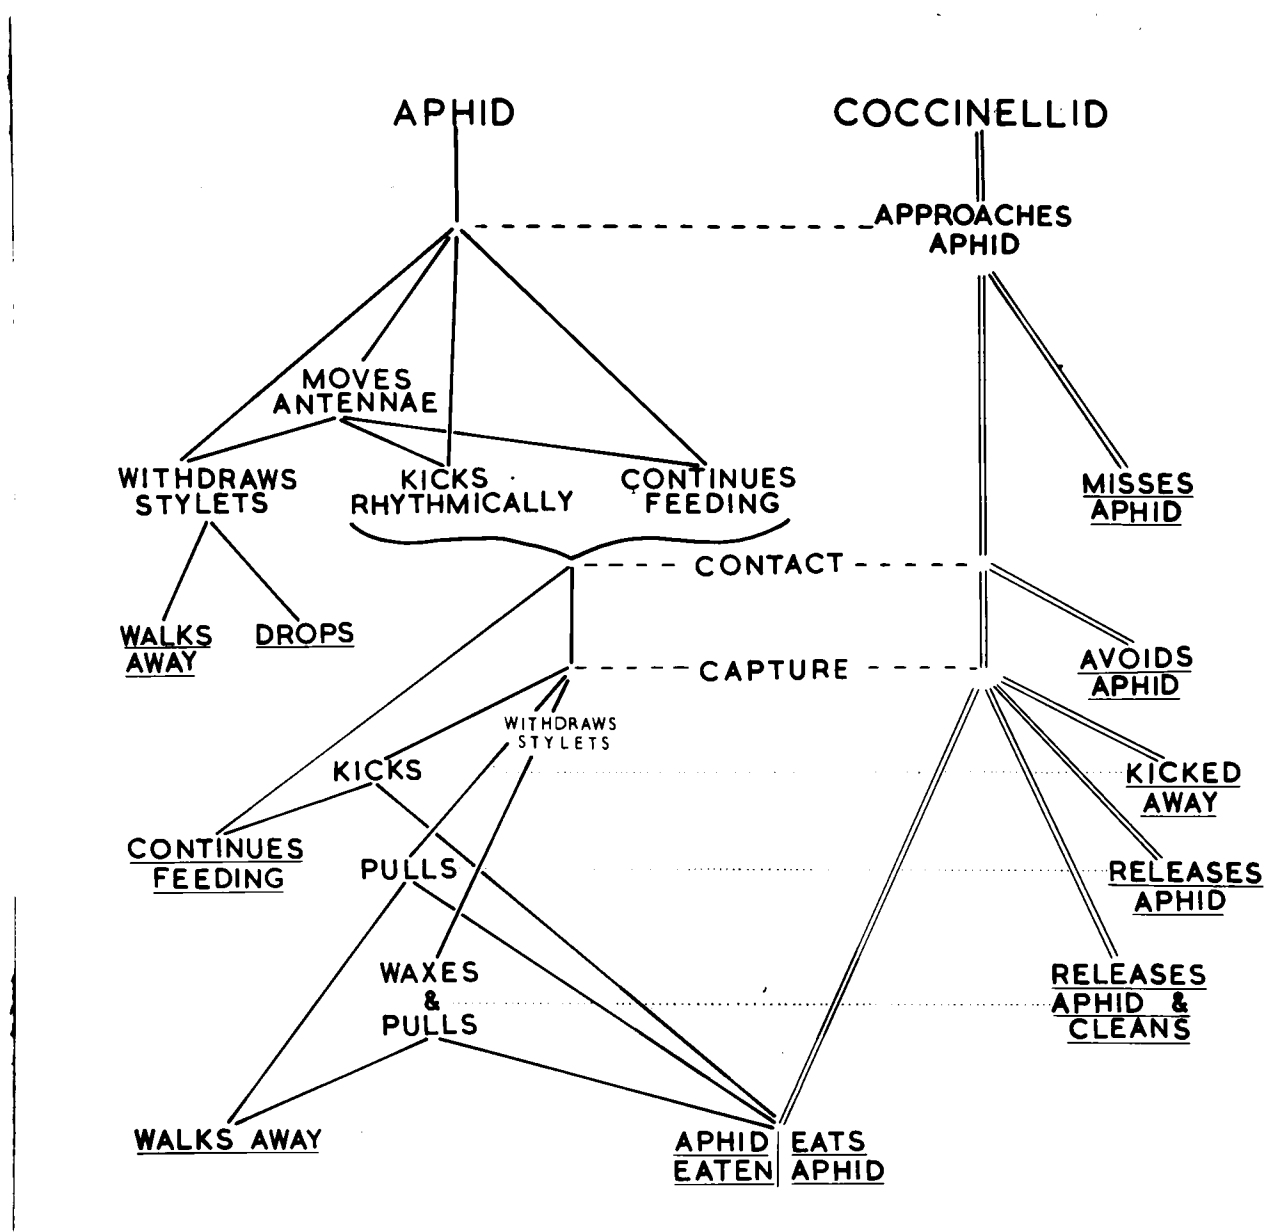 APHID
COCCINELLID
APPROACHES
APHID
MOVES
ANTENNAE
WITHDRAWS
STYLETS
KICKS
RHYTHMICALLY
CONTINUES
FEEDING
MISSES
APHID
CONTACT
WALKS
AWAY
DROPS
AVOIDS
APHID
CAPTURE
WITHDRAWS
STYLETS
KICKS
KICKED
AWAY
CONTINUES
FEEDING
PULLS
RELEASES
APHID
WAXES
&
PULLS
RELEASES
APHID &
CLEANS
WALKS AWAY
APHID
EATEN
EATS
APHID